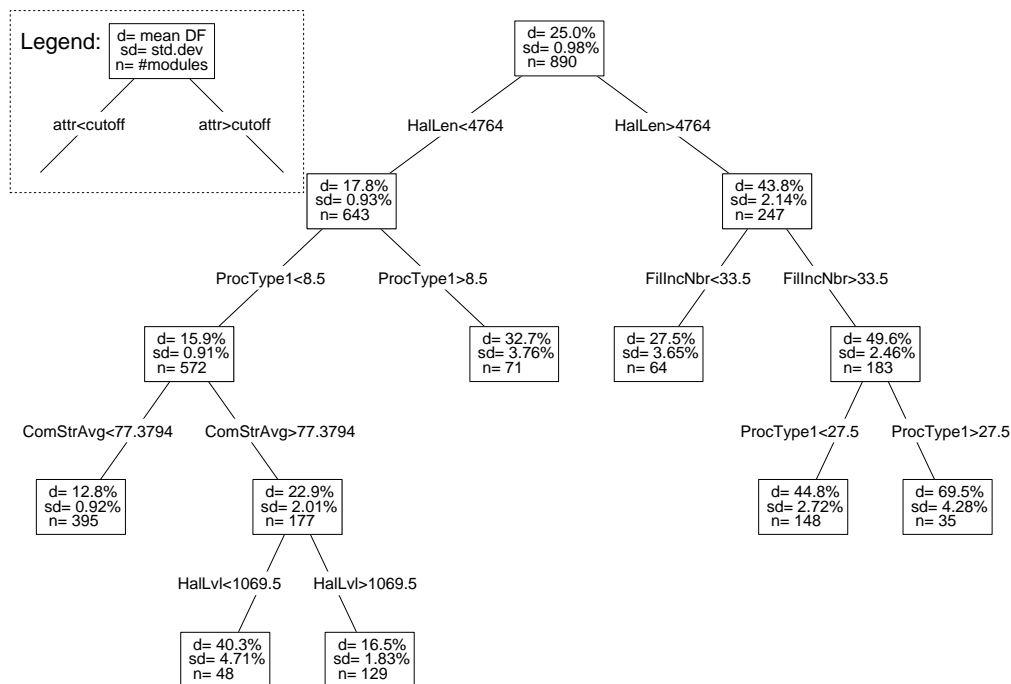 Legend:
d= mean DF
sd= std.dev
n= #modules
attr<cutoff
attr>cutoff
d= 25.0%
sd= 0.98%
n= 890
HalLen<4764
HalLen>4764
d= 17.8%
sd= 0.93%
n= 643
d= 43.8%
sd= 2.14%
n= 247
ProcType1<8.5
ProcType1>8.5
FilIncNbr<33.5
FilIncNbr>33.5
d= 15.9%
sd= 0.91%
n= 572
d= 32.7%
sd= 3.76%
n= 71
d= 27.5%
sd= 3.65%
n= 64
d= 49.6%
sd= 2.46%
n= 183
ComStrAvg<77.3794
ComStrAvg>77.3794
ProcType1<27.5
ProcType1>27.5
d= 12.8%
sd= 0.92%
n= 395
d= 22.9%
sd= 2.01%
n= 177
d= 44.8%
sd= 2.72%
n= 148
d= 69.5%
sd= 4.28%
n= 35
HalLvl<1069.5
HalLvl>1069.5
d= 40.3%
sd= 4.71%
n= 48
d= 16.5%
sd= 1.83%
n= 129